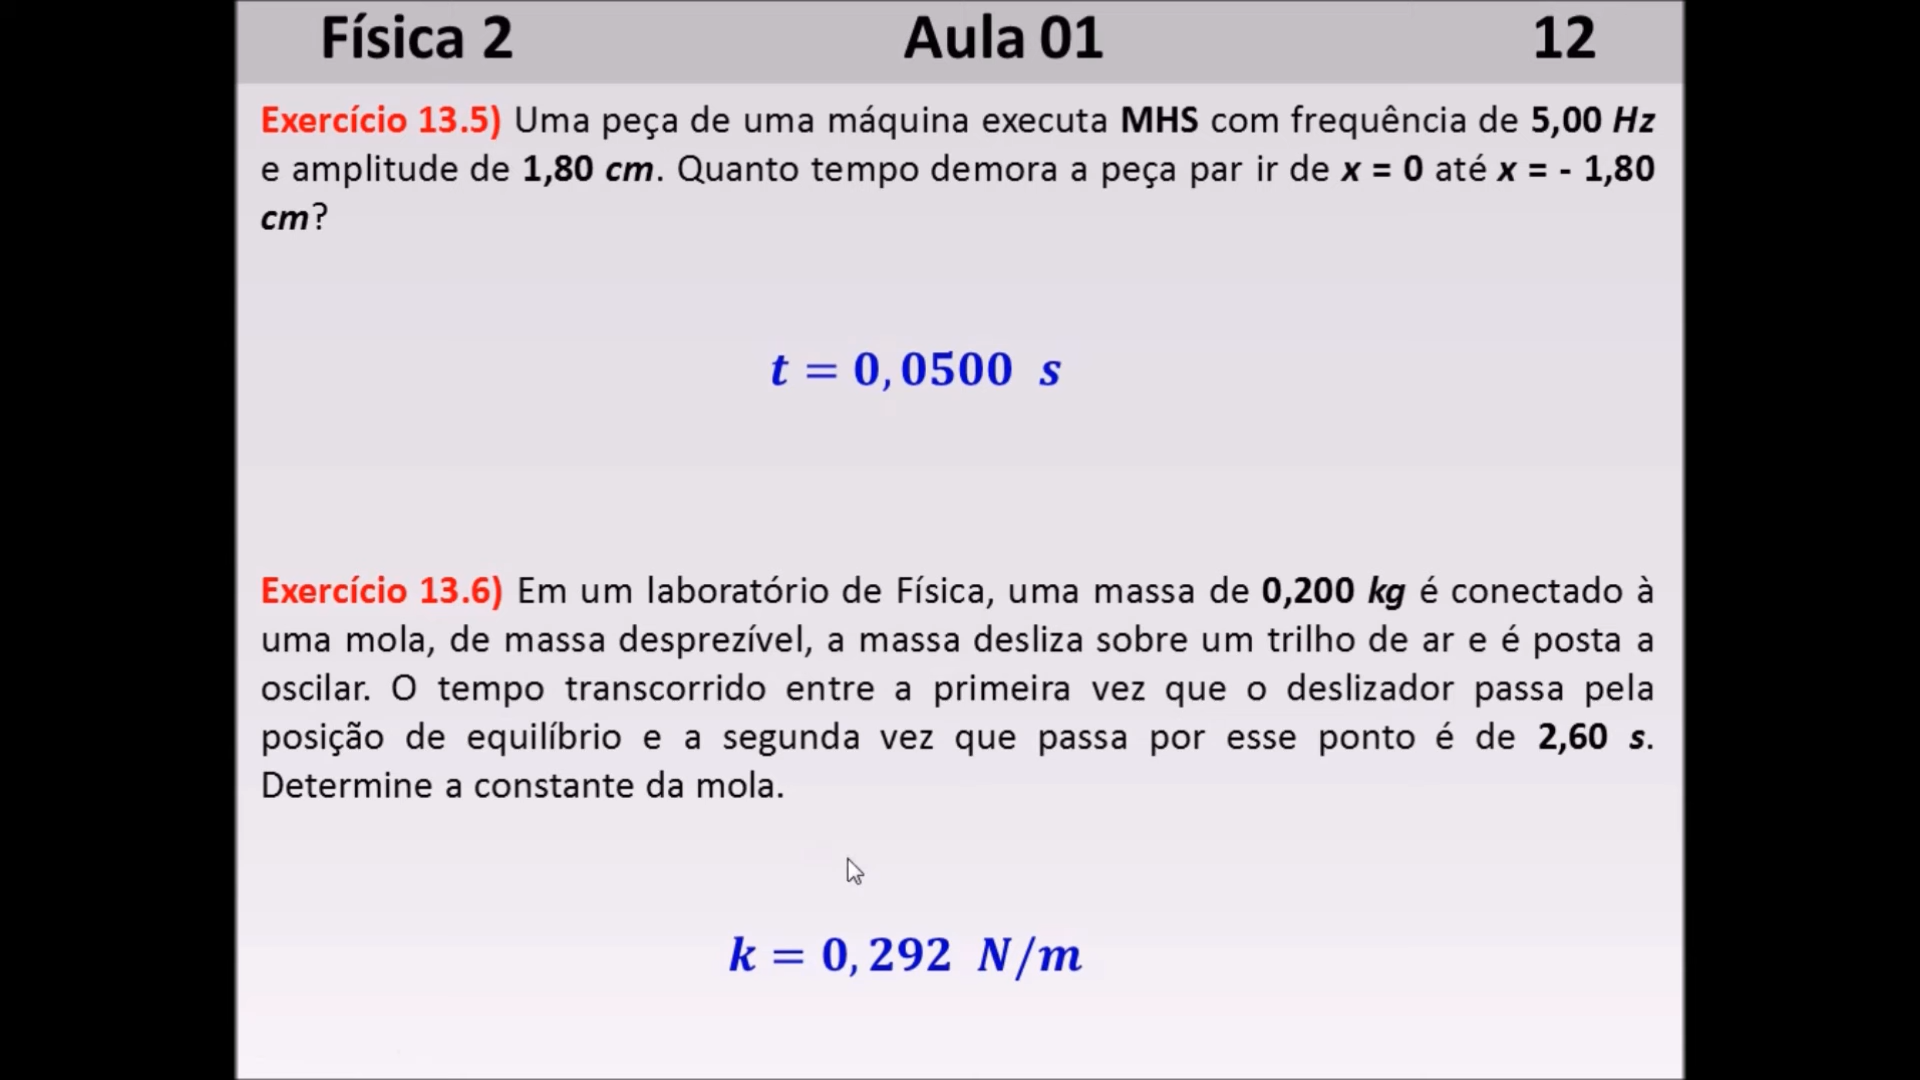 Física 2 Aula 01 12
Exercício 13.5) Uma peça de uma máquina executa MHS com frequência de 5,00 Hz
e amplitude de 1,80 cm. Quanto tempo demora a peça par ir de x = 0 até x = - 1,80
cm?
t = 0,0500 s
Exercício 13.6) Em um laboratório de Física, uma massa de 0,200 kg é conectado à
uma mola, de massa desprezível, a massa desliza sobre um trilho de ar e é posta a
oscilar. O tempo transcorrido entre a primeira vez que o deslizador passa pela
posição de equilíbrio e a segunda vez que passa por esse ponto é de 2,60 s.
Determine a constante da mola.
k = 0,292 N/m